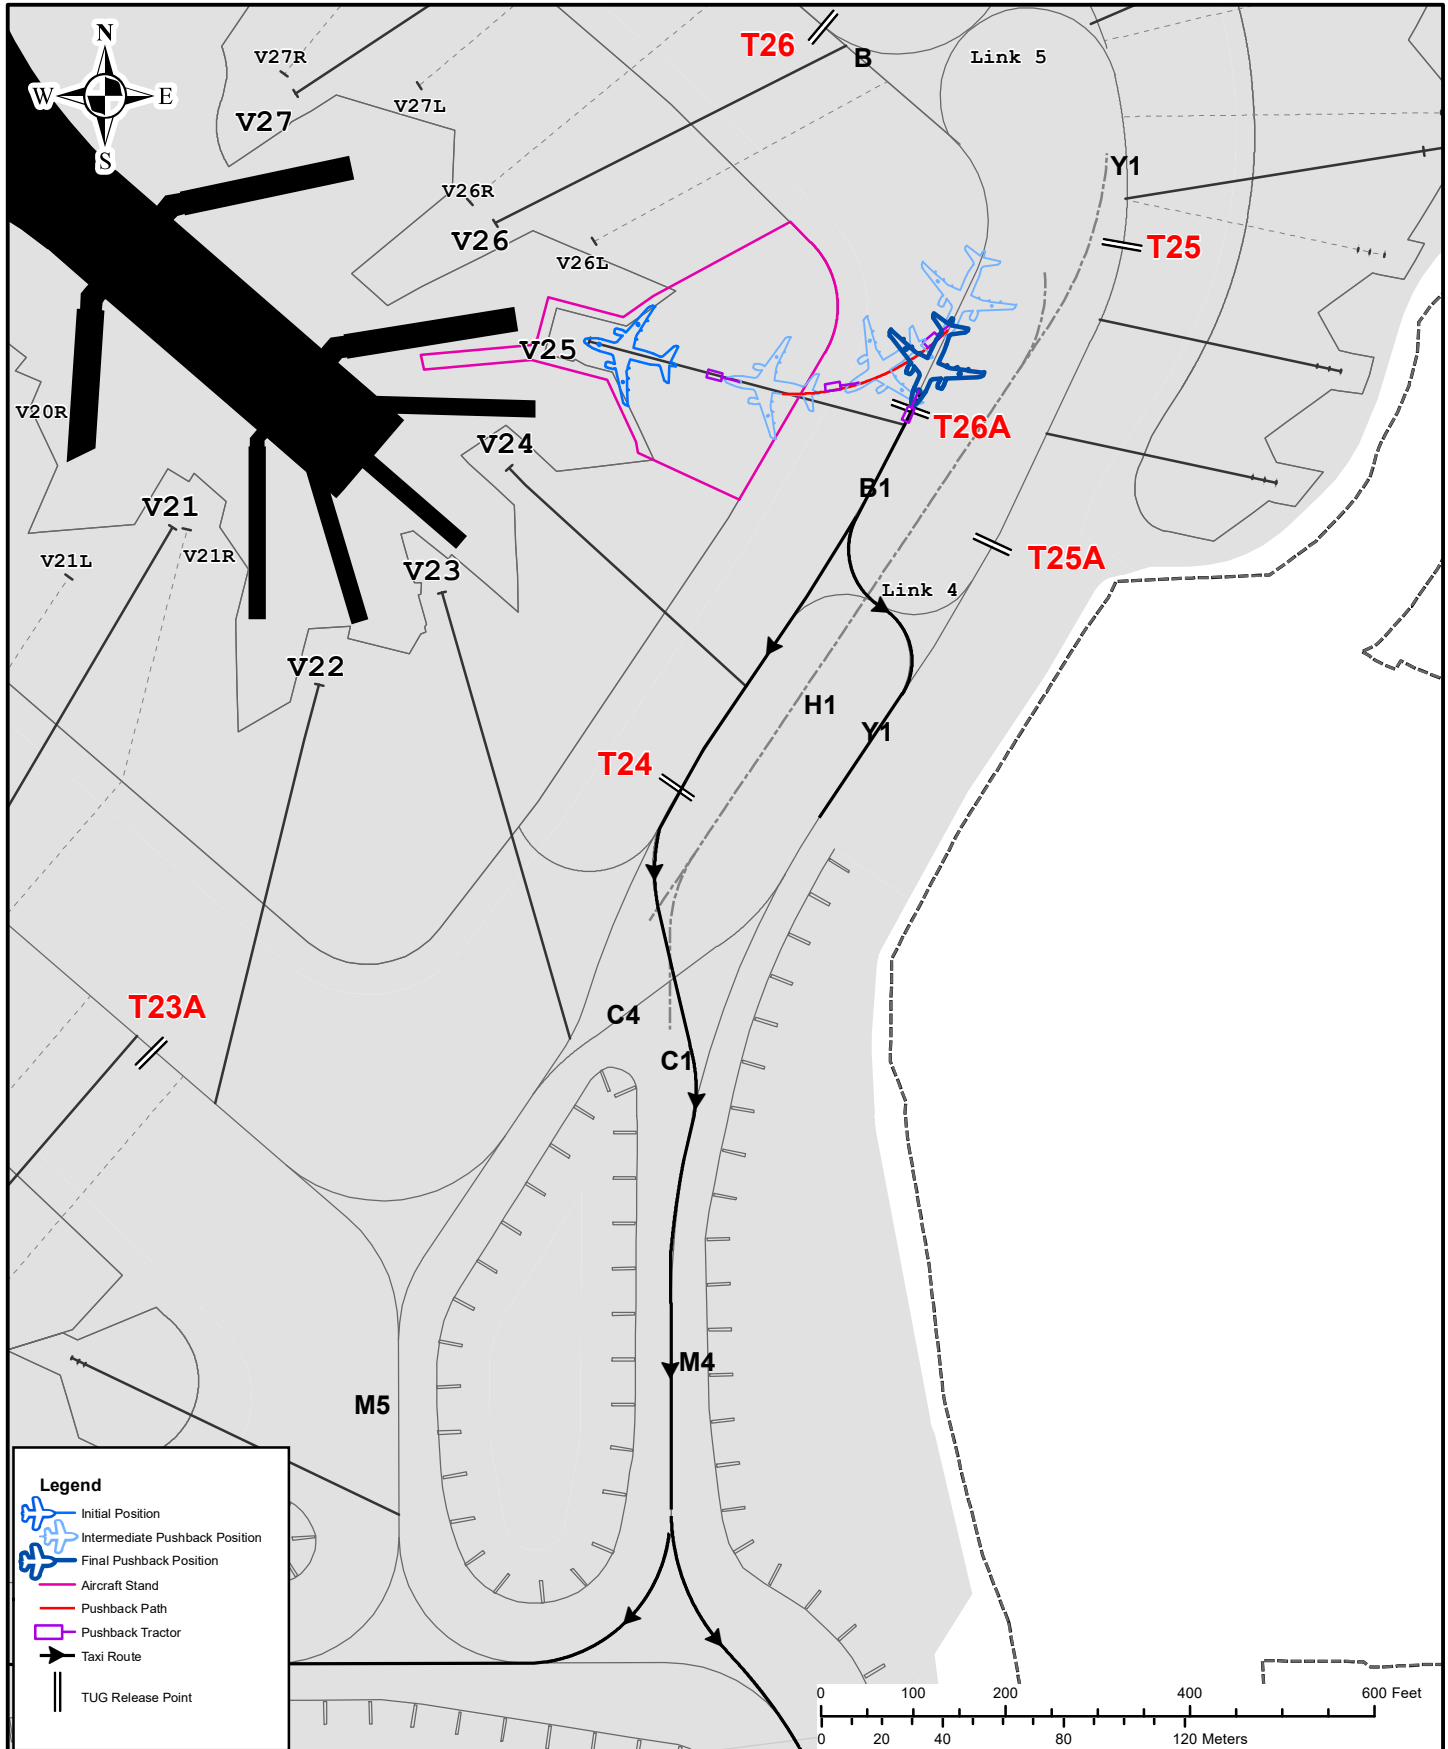 N
W E
S
T26
B
Link 5
V27R
V27L
V27
Y1
V26R
V26
V26L
T25
V25
V20R
T26A
V24
B1
V21
V21L
V21R
V23
T25A
Link 4
V22
H1
Y1
T24
T23A
C4
C1
M4
M5
Legend
Initial Position
Intermediate Pushback Position
Final Pushback Position
Aircraft Stand
Pushback Path
Pushback Tractor
Taxi Route
TUG Release Point
0 100 200 400 600 Feet
0 20 40 80 120 Meters